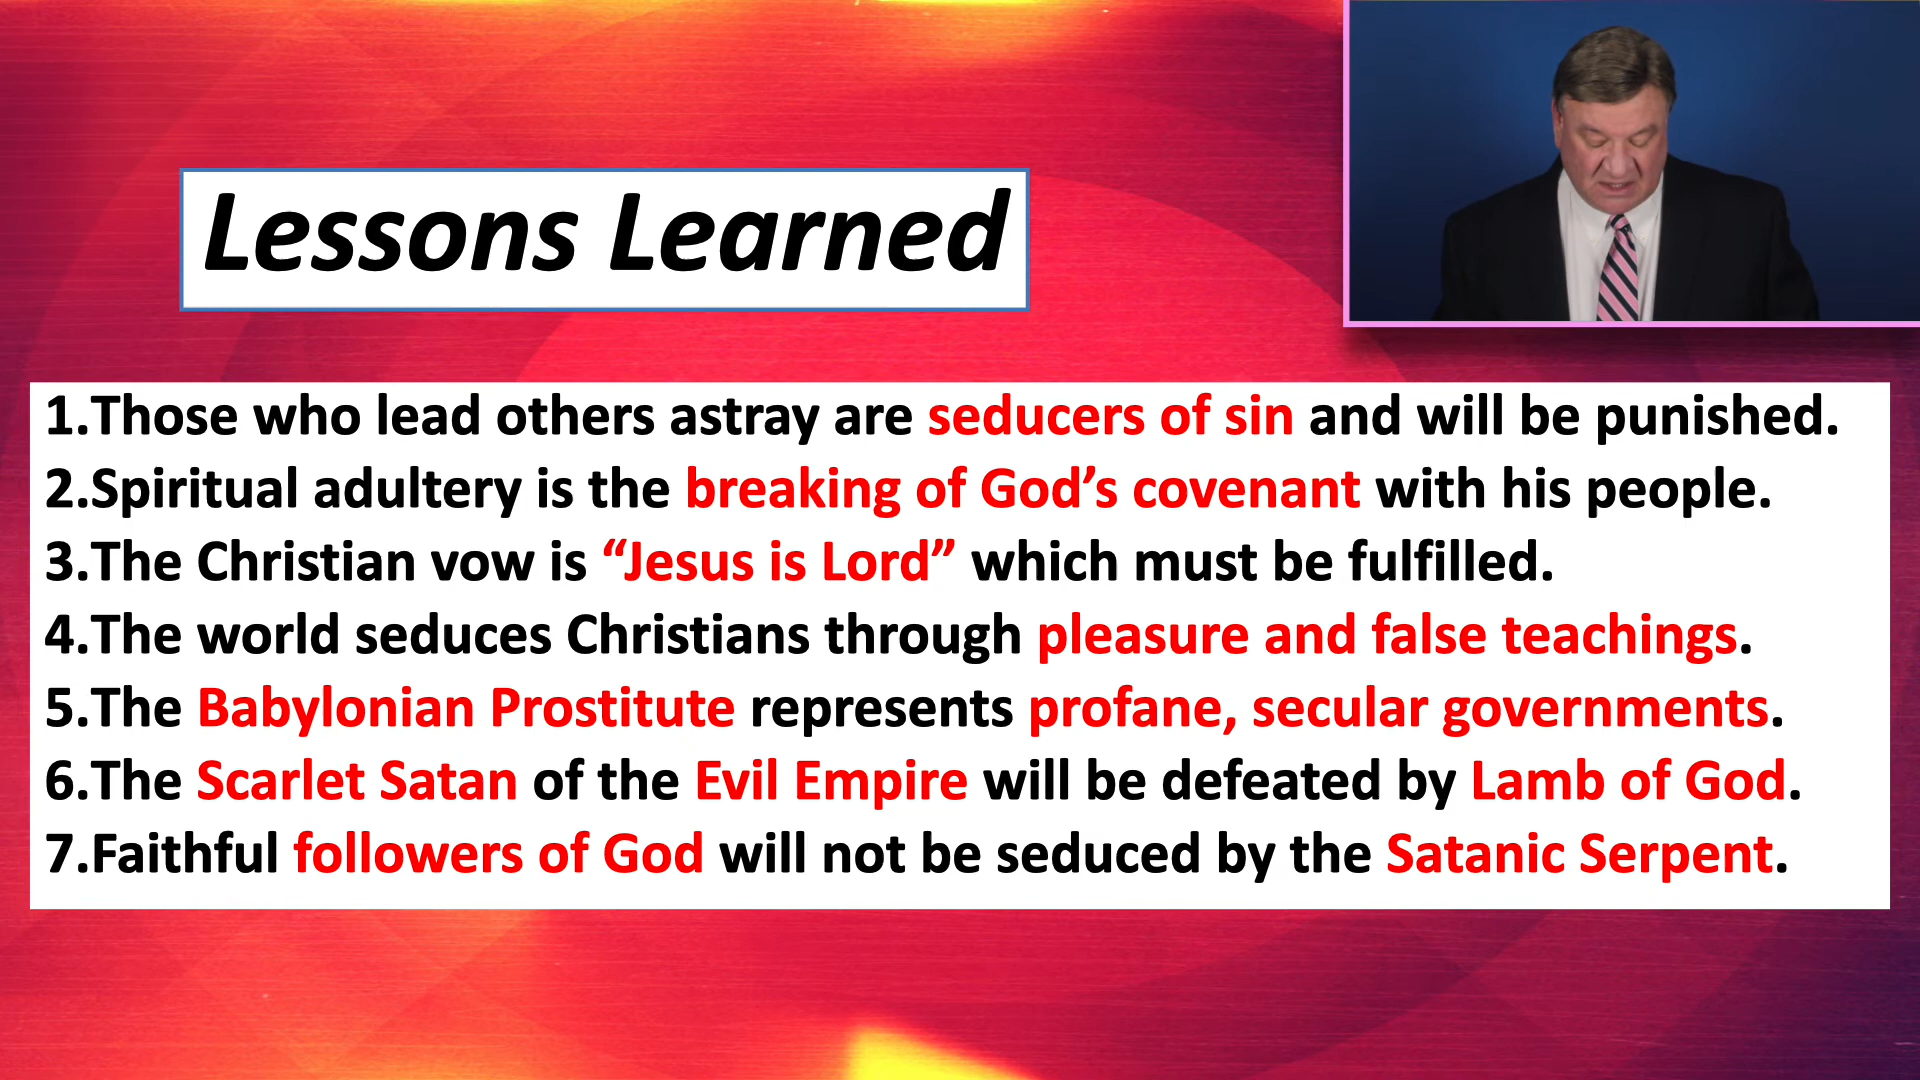 Lessons Learned
1.Those who lead others astray are seducers of sin and will be punished.
2.Spiritual adultery is the breaking of God’s covenant with his people.
3.The Christian vow is “Jesus is Lord” which must be fulfilled.
4.The world seduces Christians through pleasure and false teachings.
5.The Babylonian Prostitute represents profane, secular governments.
6.The Scarlet Satan of the Evil Empire will be defeated by Lamb of God.
7.Faithful followers of God will not be seduced by the Satanic Serpent.